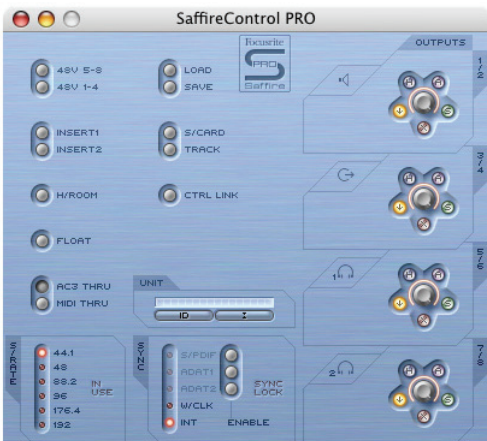 SaffireControl PRO
Focusrite
PRO
Saffire
OUTPUTS
48V 5-8
48V 1-4
LOAD
SAVE
1/2
INSERT1
INSERT2
S/CARD
TRACK
3/4
H/ROOM
CTRL LINK
FLOAT
5/6
AC3 THRU
MIDI THRU
UNIT
ID
1
S/RATE
44.1
48
88.2
96
176.4
192
IN USE
SYNC
S/PDIF
ADAT1
ADAT2
W/CLK
INT
SYNC
LOCK
ENABLE
7/8
2